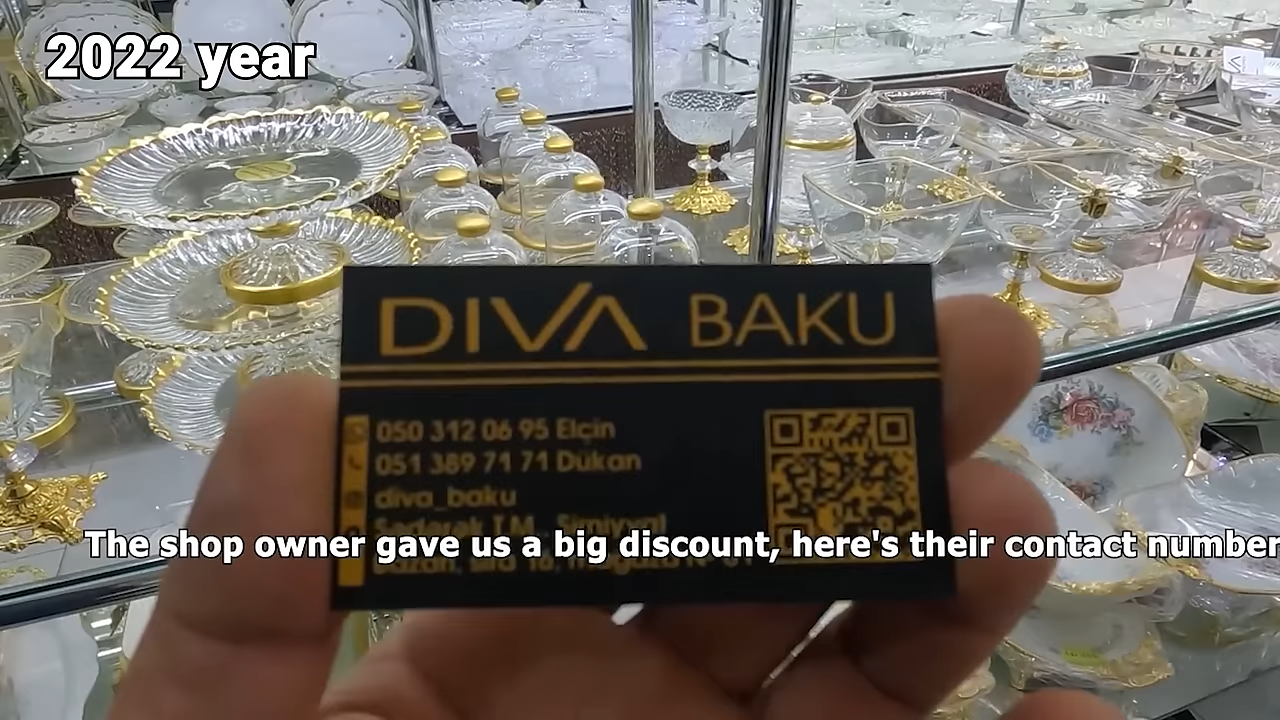 2022 year
DIVA BAKU
050 312 06 95 Elçin
051 389 71 71 Dükan
diva_baku
Sədərək T.M.,
The shop owner gave us a big discount, here's their contact number